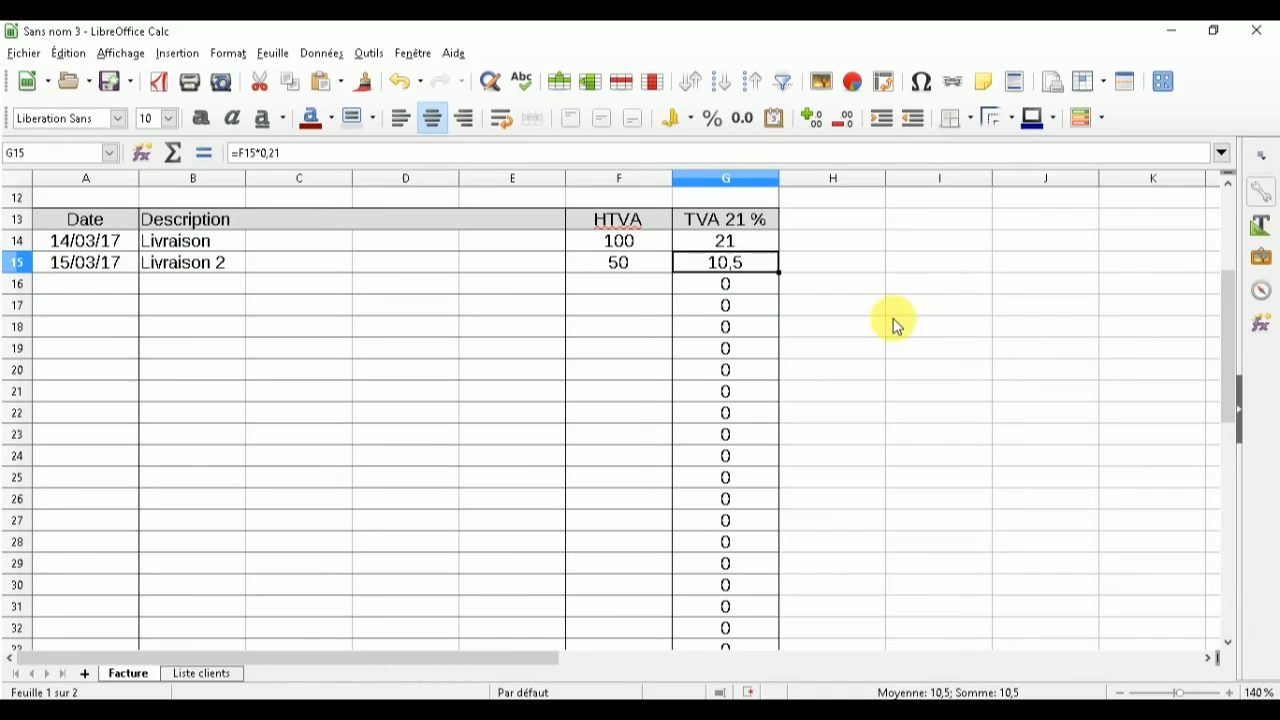 Sans nom 3 - LibreOffice Calc
Fichier Édition Affichage Insertion Format Feuille Données Outils Fenêtre Aide
Abc
Liberation Sans 10 a a a % 0.0
G15 =F15*0,21
A B C D E F G H I J K
12
13 Date Description HTVA TVA 21 %
14 14/03/17 Livraison 100 21
15 15/03/17 Livraison 2 50 10,5
16 0
17 0
18 0
19 0
20 0
21 0
22 0
23 0
24 0
25 0
26 0
27 0
28 0
29 0
30 0
31 0
32 0
33 0
Facture Liste clients
Feuille 1 sur 2 Par défaut Moyenne: 10,5; Somme: 10,5 140 %